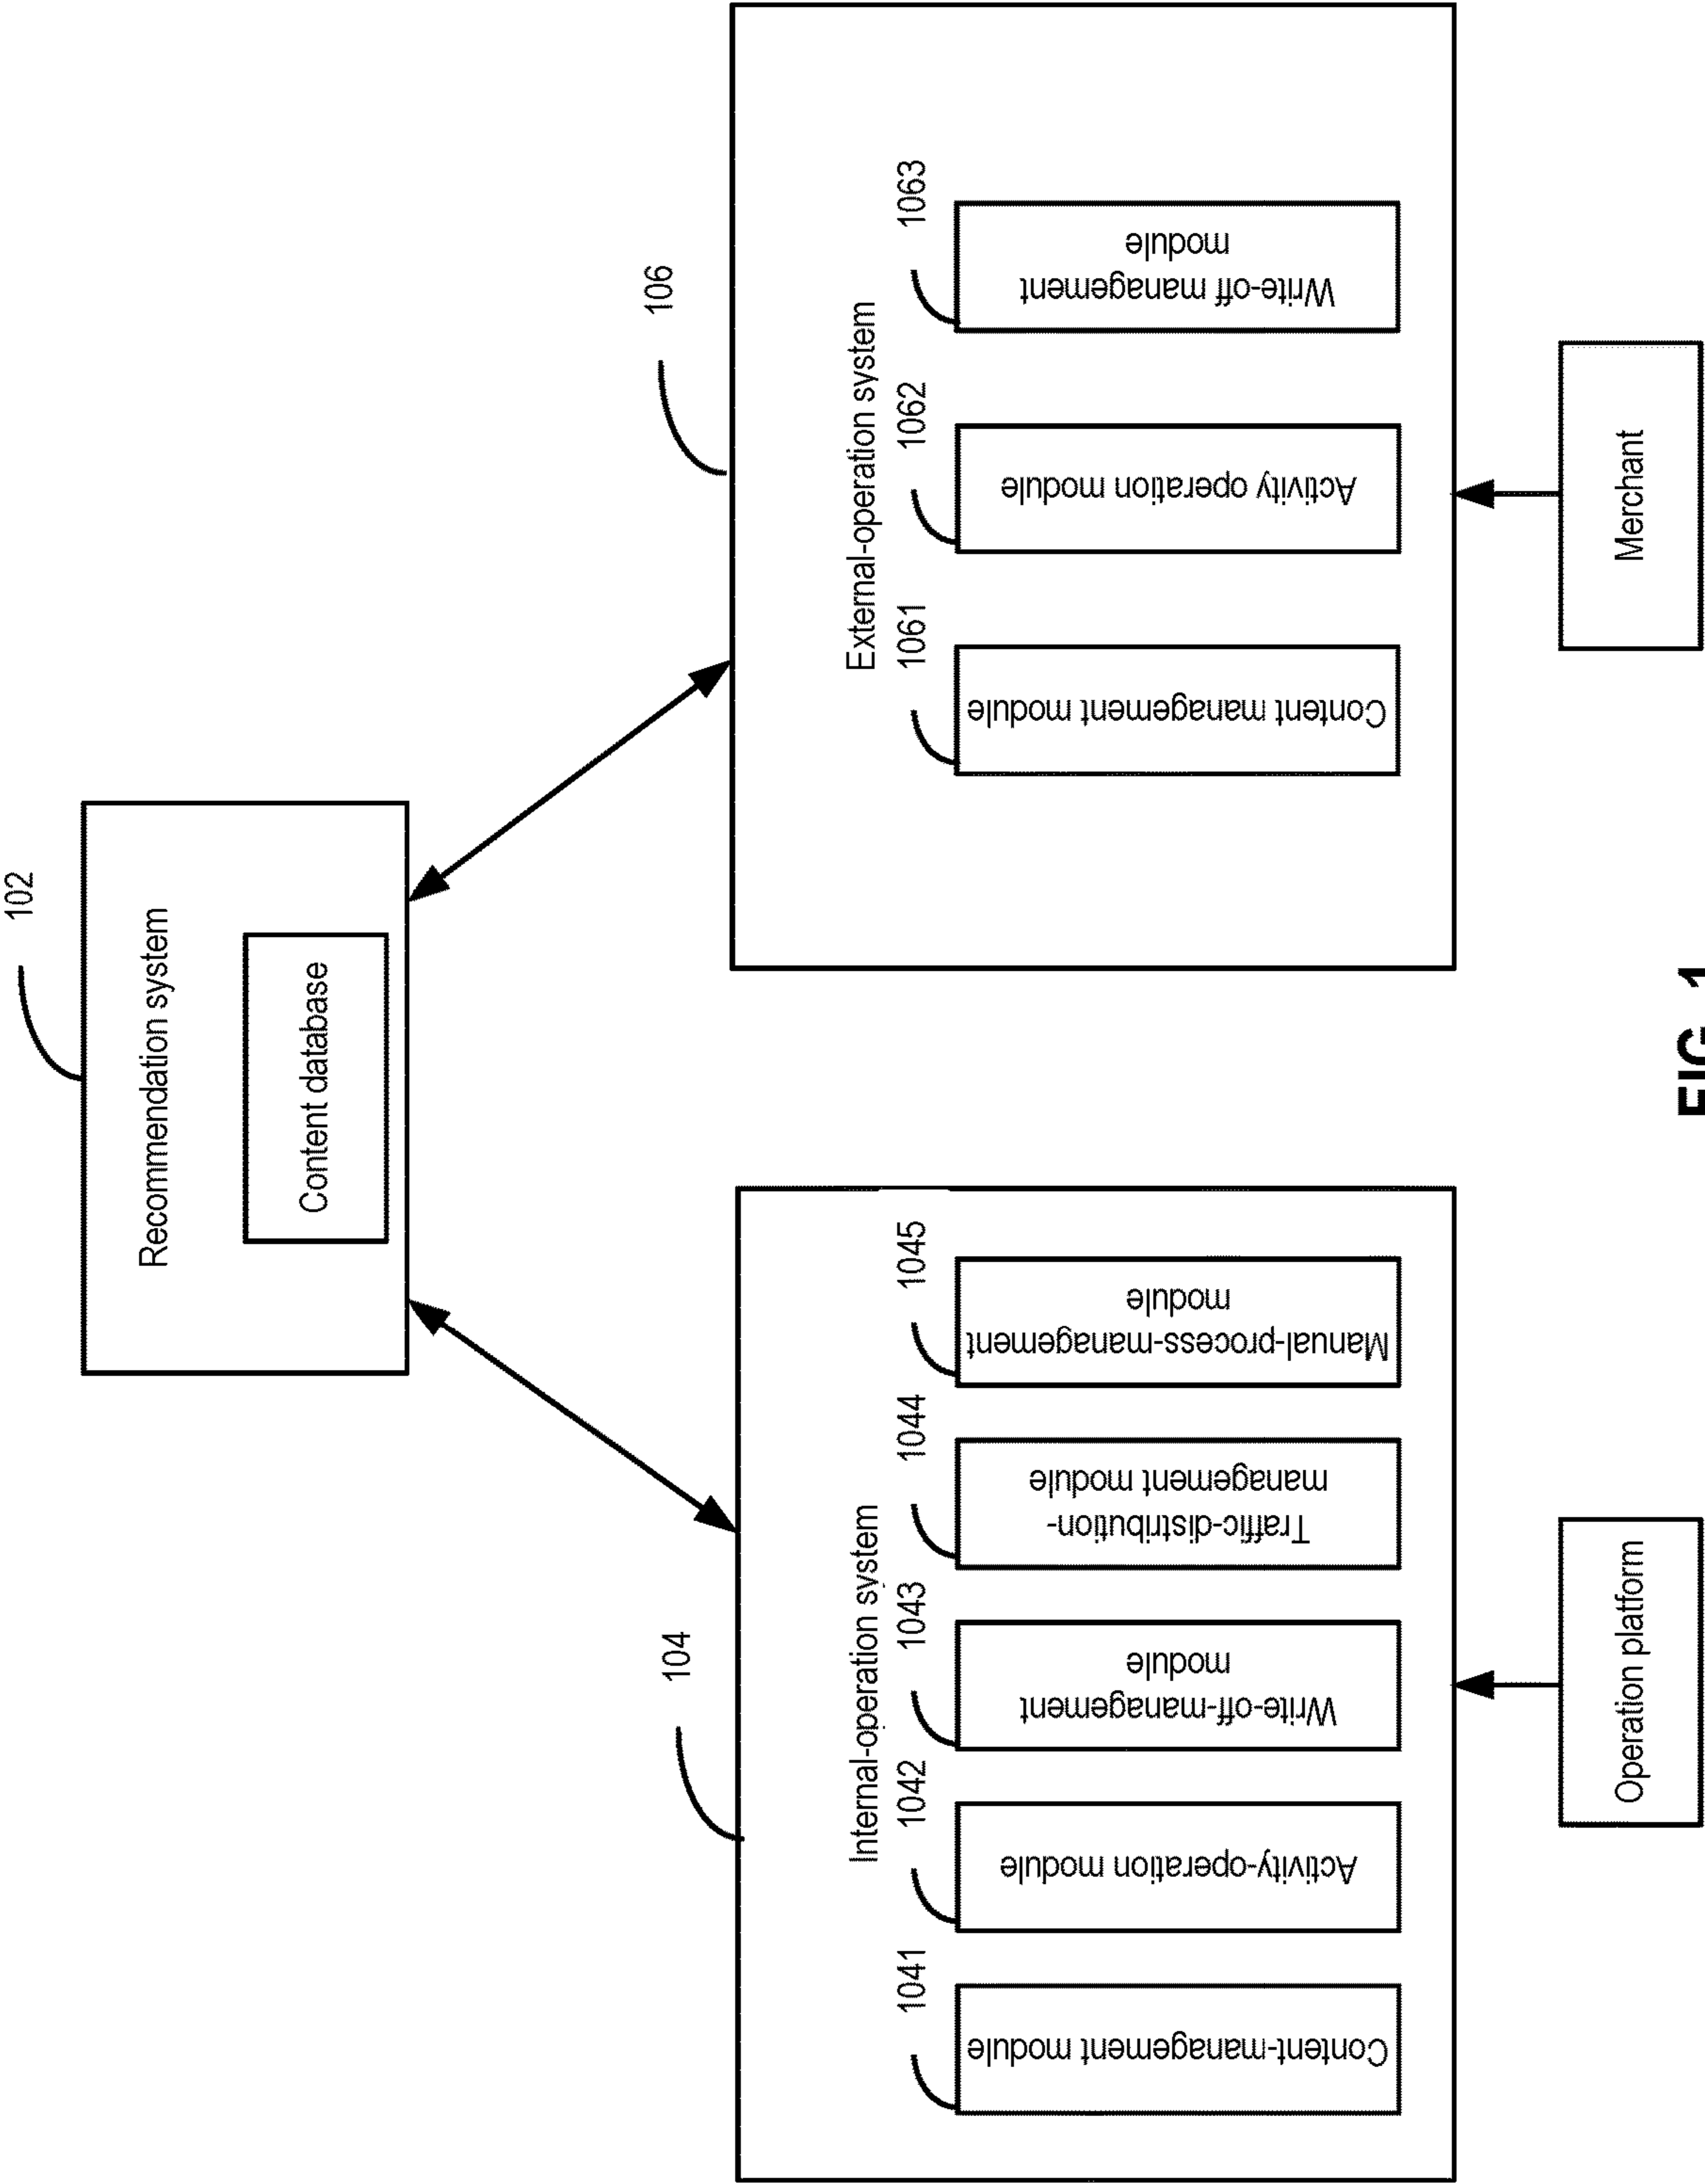 102
Recommendation system
Content database
104
Internal-operation system
1041
1042
1043
1044
1045
Content-management module
Activity-operation module
Write-off-management
module
Traffic-distribution-
management module
Manual-process-management
module
Operation platform
106
External-operation system
1061
1062
1063
Content management module
Activity operation module
Write-off management
module
Merchant
FIG. 1